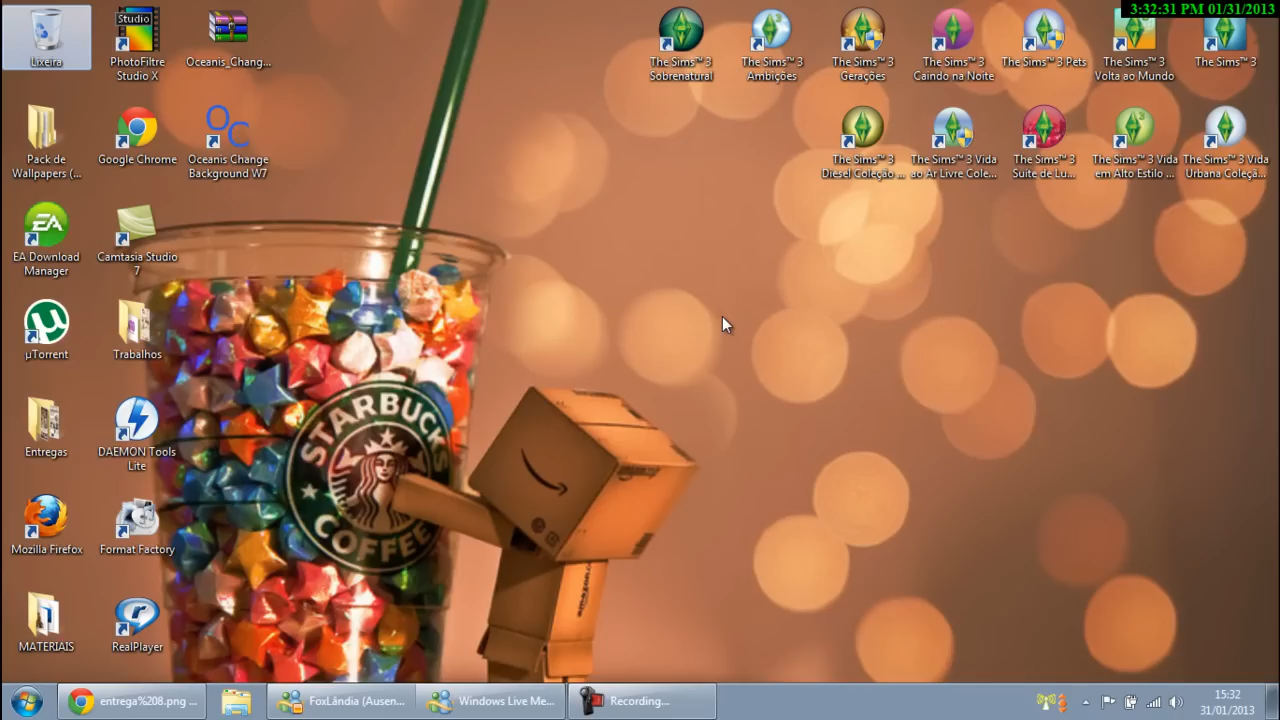 3:32:31 PM 01/31/2013
Lixeira
Studio
PhotoFiltre
Studio X
Oceanis_Chang...
The Sims™ 3
Sobrenatural
The Sims™ 3
Ambições
The Sims™ 3
Gerações
The Sims™ 3
Caindo na Noite
The Sims™ 3 Pets
The Sims™ 3
Volta ao Mundo
The Sims™ 3
Pack de
Wallpapers (...
Google Chrome
Oceanis Change
Background W7
The Sims™ 3
Diesel Coleção ...
The Sims™ 3 Vida
ao Ar Livre Cole...
The Sims™ 3
Suite de Lu...
The Sims™ 3 Vida
em Alto Estilo ...
The Sims™ 3 Vida
Urbana Coleçã...
EA
EA Download
Manager
Camtasia Studio
7
µTorrent
Trabalhos
Entregas
DAEMON Tools
Lite
Mozilla Firefox
Format Factory
MATERIAIS
RealPlayer
STARBUCKS
COFFEE
amazon.co
entrega%208.png ...
FoxLândia (Ausen...
Windows Live Me...
Recording...
15:32
31/01/2013